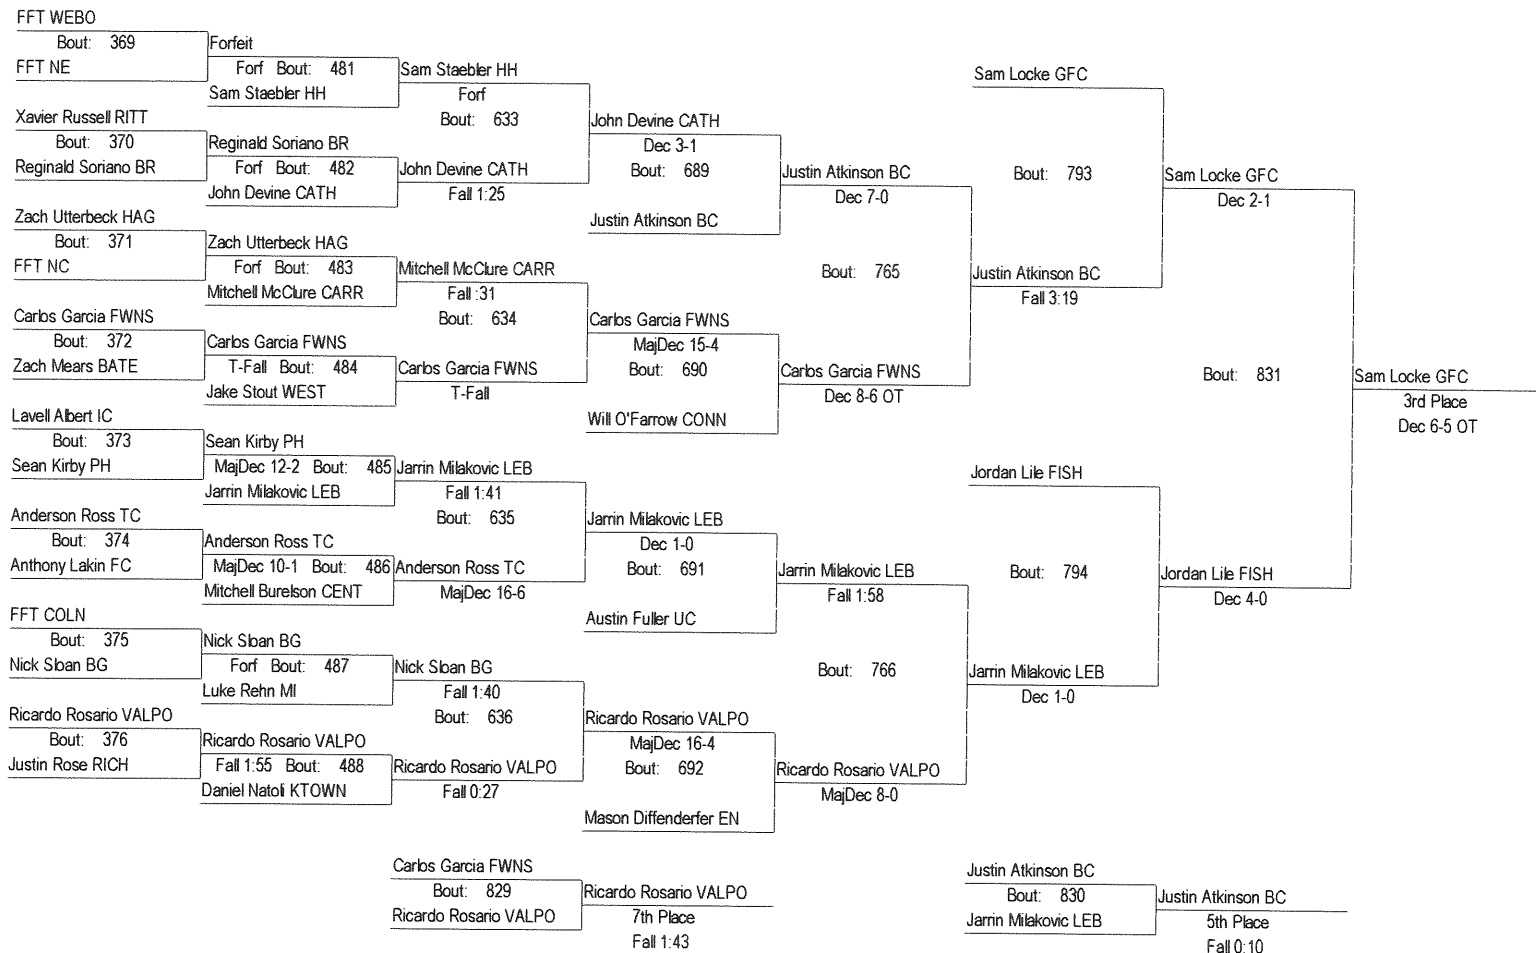 FFT WEBO
Bout: 369
FFT NE
Forfeit
Forf Bout: 481
Sam Staebler HH
Sam Staebler HH
Forf
Bout: 633
Xavier Russell RITT
Bout: 370
Reginald Soriano BR
Reginald Soriano BR
Forf Bout: 482
John Devine CATH
John Devine CATH
Fall 1:25
John Devine CATH
Dec 3-1
Bout: 689
Justin Atkinson BC
Justin Atkinson BC
Dec 7-0
Zach Utterbeck HAG
Bout: 371
FFT NC
Zach Utterbeck HAG
Forf Bout: 483
Mitchell McClure CARR
Mitchell McClure CARR
Fall :31
Bout: 634
Carlos Garcia FWNS
Bout: 372
Zach Mears BATE
Carlos Garcia FWNS
T-Fall Bout: 484
Jake Stout WEST
Carlos Garcia FWNS
T-Fall
Carlos Garcia FWNS
MajDec 15-4
Bout: 690
Will O'Farrow CONN
Carlos Garcia FWNS
Dec 8-6 OT
Bout: 765
Justin Atkinson BC
Fall 3:19
Sam Locke GFC
Bout: 793
Sam Locke GFC
Dec 2-1
Lavell Albert IC
Bout: 373
Sean Kirby PH
Sean Kirby PH
MajDec 12-2 Bout: 485
Jarrin Milakovic LEB
Jarrin Milakovic LEB
Fall 1:41
Bout: 635
Anderson Ross TC
Bout: 374
Anthony Lakin FC
Anderson Ross TC
MajDec 10-1 Bout: 486
Mitchell Burelson CENT
Anderson Ross TC
MajDec 16-6
Jarrin Milakovic LEB
Dec 1-0
Bout: 691
Austin Fuller UC
Jarrin Milakovic LEB
Fall 1:58
FFT COLN
Bout: 375
Nick Sloan BG
Nick Sloan BG
Forf Bout: 487
Luke Rehn MI
Nick Sloan BG
Fall 1:40
Bout: 636
Ricardo Rosario VALPO
Bout: 376
Justin Rose RICH
Ricardo Rosario VALPO
Fall 1:55 Bout: 488
Daniel Natoli KTOWN
Ricardo Rosario VALPO
Fall 0:27
Ricardo Rosario VALPO
MajDec 16-4
Bout: 692
Mason Diffenderfer EN
Ricardo Rosario VALPO
MajDec 8-0
Bout: 766
Jarrin Milakovic LEB
Dec 1-0
Jordan Lile FISH
Bout: 794
Jordan Lile FISH
Dec 4-0
Bout: 831
Sam Locke GFC
3rd Place
Dec 6-5 OT
Carlos Garcia FWNS
Bout: 829
Ricardo Rosario VALPO
Ricardo Rosario VALPO
7th Place
Fall 1:43
Justin Atkinson BC
Bout: 830
Jarrin Milakovic LEB
Justin Atkinson BC
5th Place
Fall 0:10